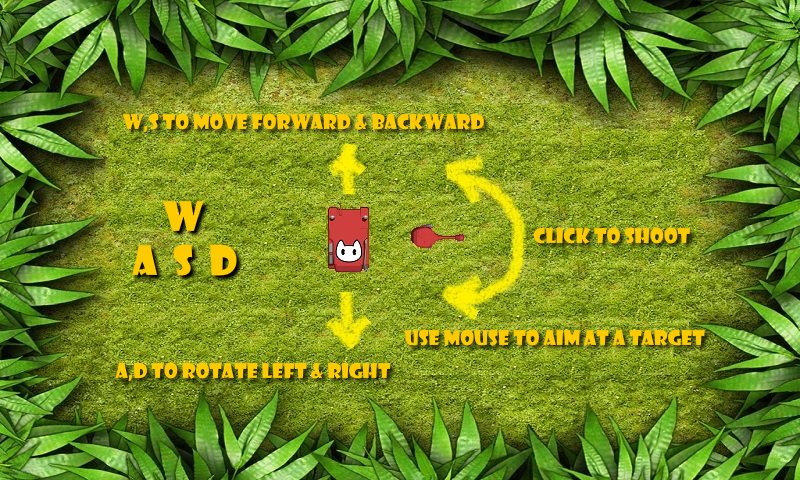 W,S TO MOVE FORWARD & BACKWARD
W
A S D
CLICK TO SHOOT
USE MOUSE TO AIM AT A TARGET
A,D TO ROTATE LEFT & RIGHT